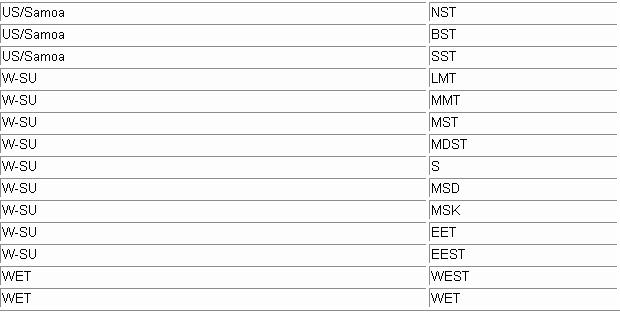 US/Samoa NST
US/Samoa BST
US/Samoa SST
W-SU LMT
W-SU MMT
W-SU MST
W-SU MDST
W-SU S
W-SU MSD
W-SU MSK
W-SU EET
W-SU EEST
WET WEST
WET WET